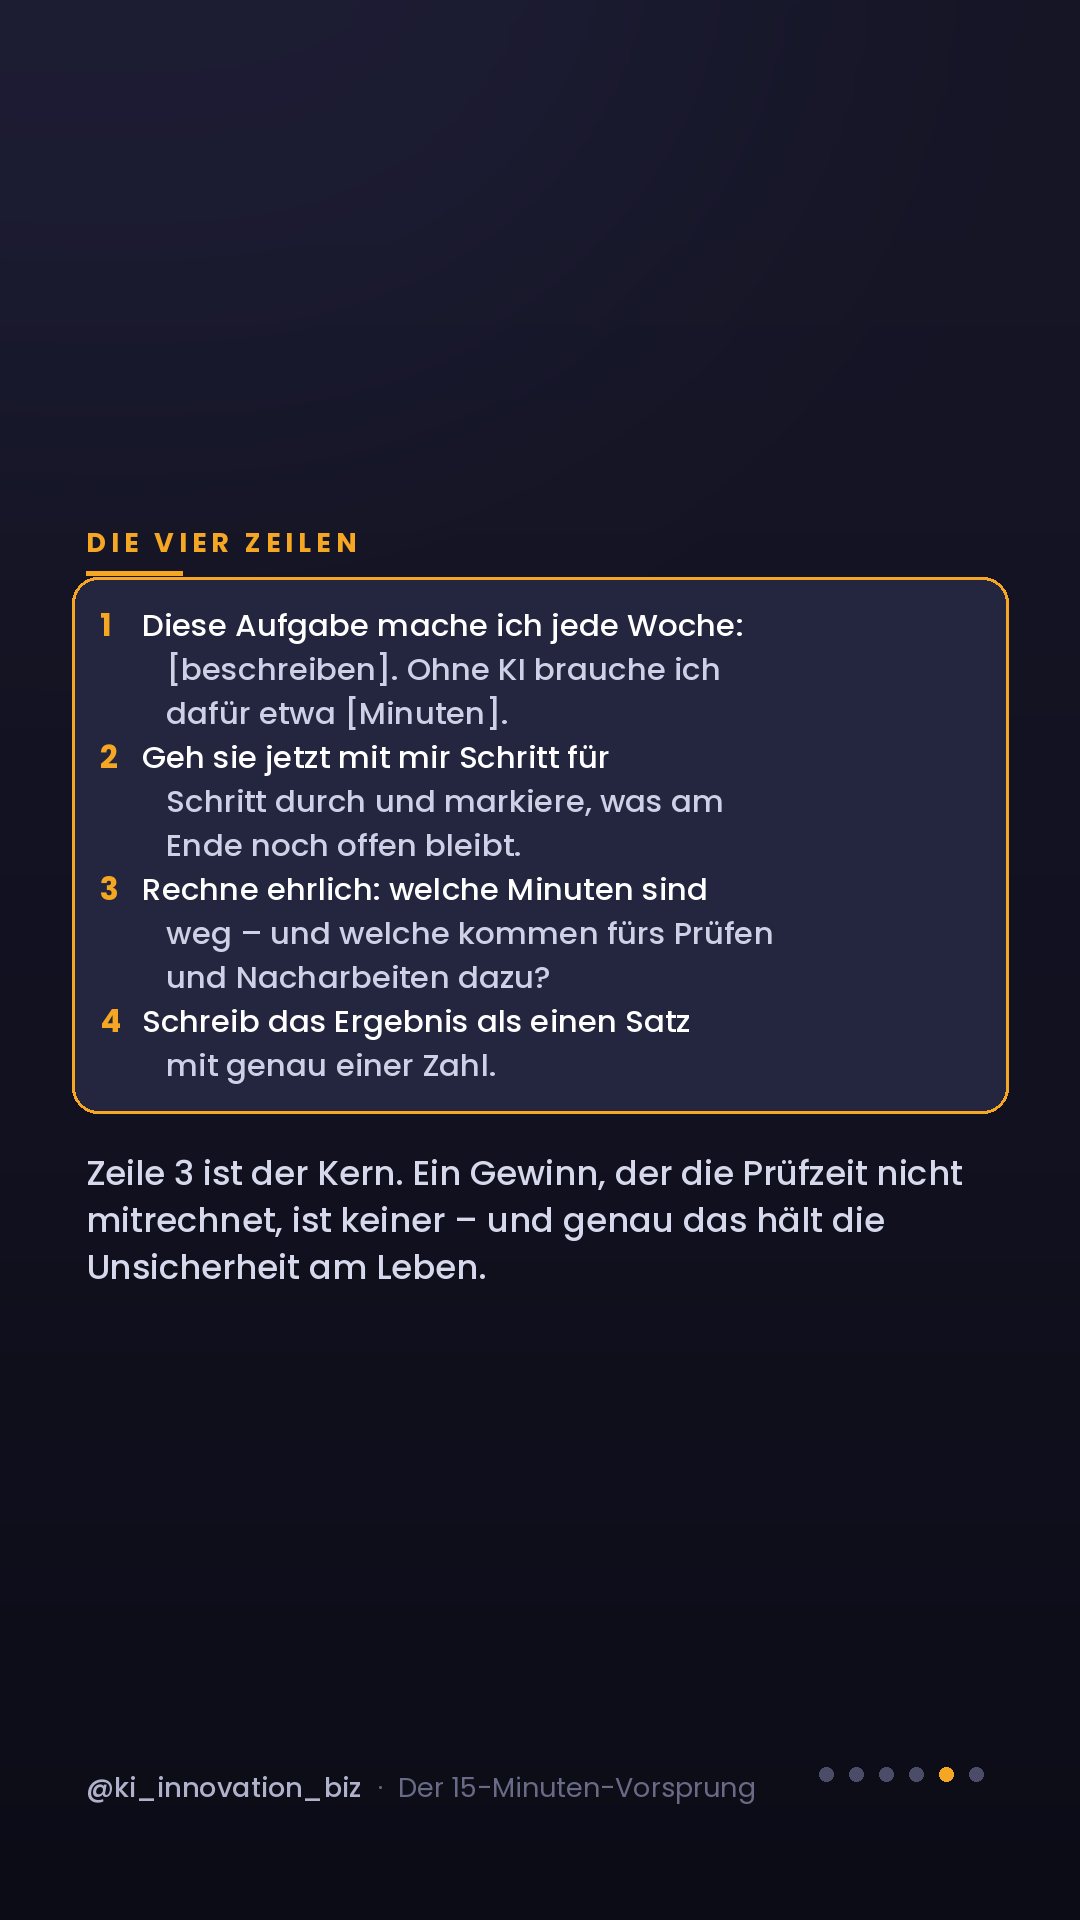 DIE VIER ZEILEN
1 Diese Aufgabe mache ich jede Woche:
[beschreiben]. Ohne KI brauche ich
dafür etwa [Minuten].
2 Geh sie jetzt mit mir Schritt für
Schritt durch und markiere, was am
Ende noch offen bleibt.
3 Rechne ehrlich: welche Minuten sind
weg – und welche kommen fürs Prüfen
und Nacharbeiten dazu?
4 Schreib das Ergebnis als einen Satz
mit genau einer Zahl.
Zeile 3 ist der Kern. Ein Gewinn, der die Prüfzeit nicht
mitrechnet, ist keiner – und genau das hält die
Unsicherheit am Leben.
@ki_innovation_biz · Der 15-Minuten-Vorsprung